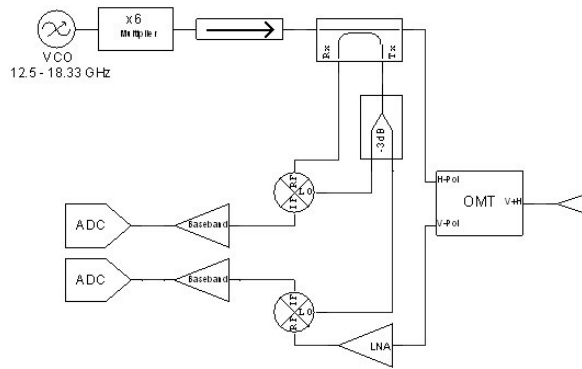 x6
Multiplier
VCO
12.5 - 18.33 GHz
Rx
Tx
-3dB
RF
LO
IF
H-Pol
OMT
V+H
V-Pol
ADC
Baseband
ADC
Baseband
IF
LO
RF
LNA